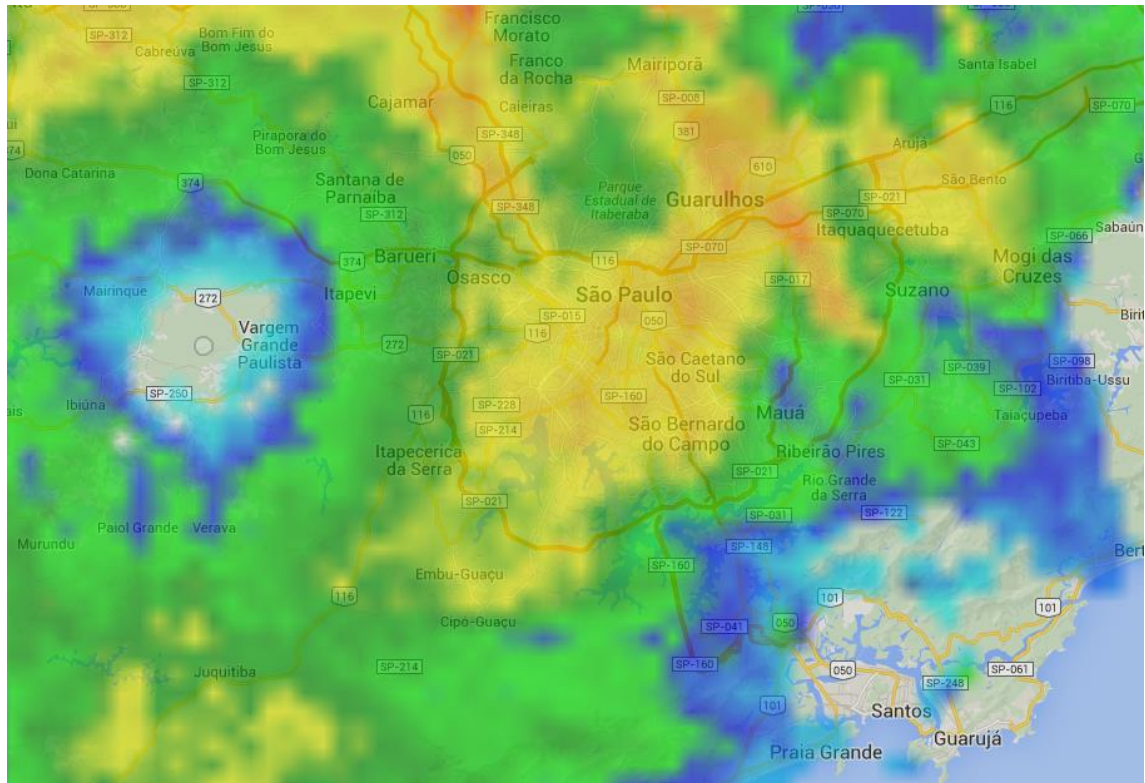 SP-300
SP-312
Cabreúva
Bom Fim do
Bom Jesus
SP-312
Francisco
Morato
Franco
da Rocha
Mairiporã
SP-008
Santa Isabel
116
SP-070
Cajamar
Caieiras
SP-348
050
381
Arujá
374
Dona Catarina
Pirapora do
Bom Jesus
374
Santana de
Parnaíba
SP-312
SP-348
Parque
Estadual de
Itaberaba
610
Guarulhos
SP-070
SP-021
São Bento
Itaquaquecetuba
SP-066
Sabaún
374
Barueri
Osasco
116
SP-070
SP-017
Mogi das
Cruzes
Mairinque
272
Itapevi
São Paulo
Suzano
Vargem
Grande
Paulista
SP-015
116
050
272
SP-021
São Caetano
do Sul
SP-031
SP-039
SP-098
Biriti
Biritiba-Ussu
SP-102
Taiaçupeba
Ibiúna
SP-250
116
SP-228
SP-214
SP-160
Mauá
São Bernardo
do Campo
SP-043
Itapecerica
da Serra
Ribeirão Pires
SP-021
Rio Grande
da Serra
SP-021
SP-031
SP-122
Paiol Grande
Verava
Murundu
SP-148
Bert
SP-160
Embu-Guaçu
116
101
101
Cipó-Guaçu
050
SP-041
SP-160
SP-214
Juquitiba
050
SP-248
SP-061
101
Santos
Guarujá
Praia Grande